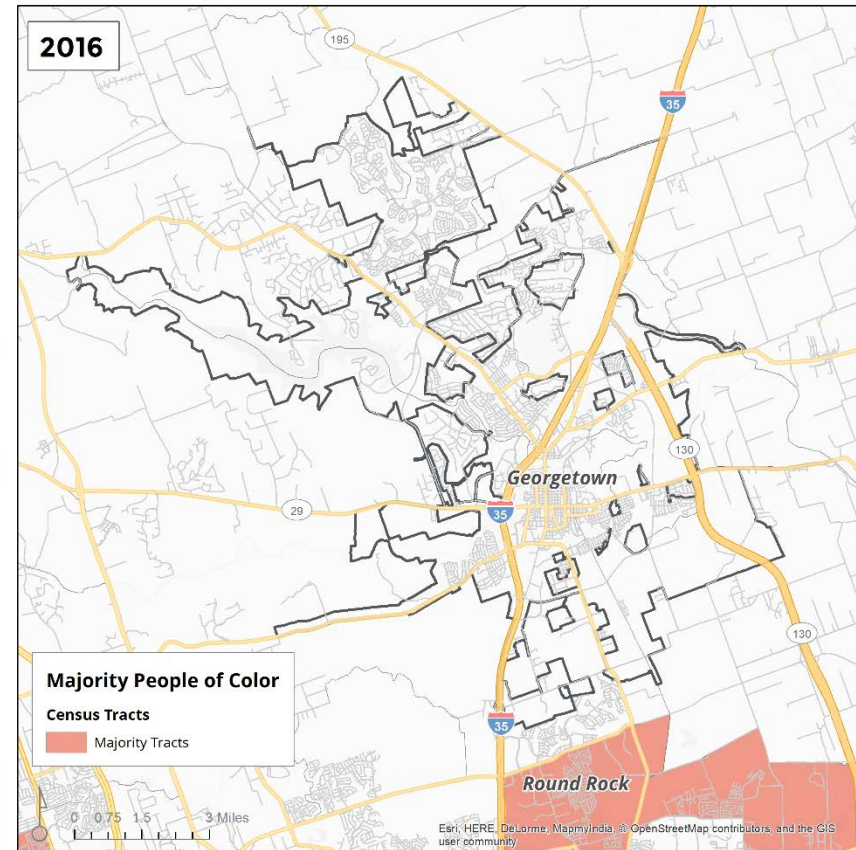 2016
195
35
Georgetown
130
29
35
130
Majority People of Color
Census Tracts
Majority Tracts
35
Round Rock
0 0.75 1.5 3 Miles
Esri, HERE, DeLorme, MapmyIndia, © OpenStreetMap contributors, and the GIS
user community